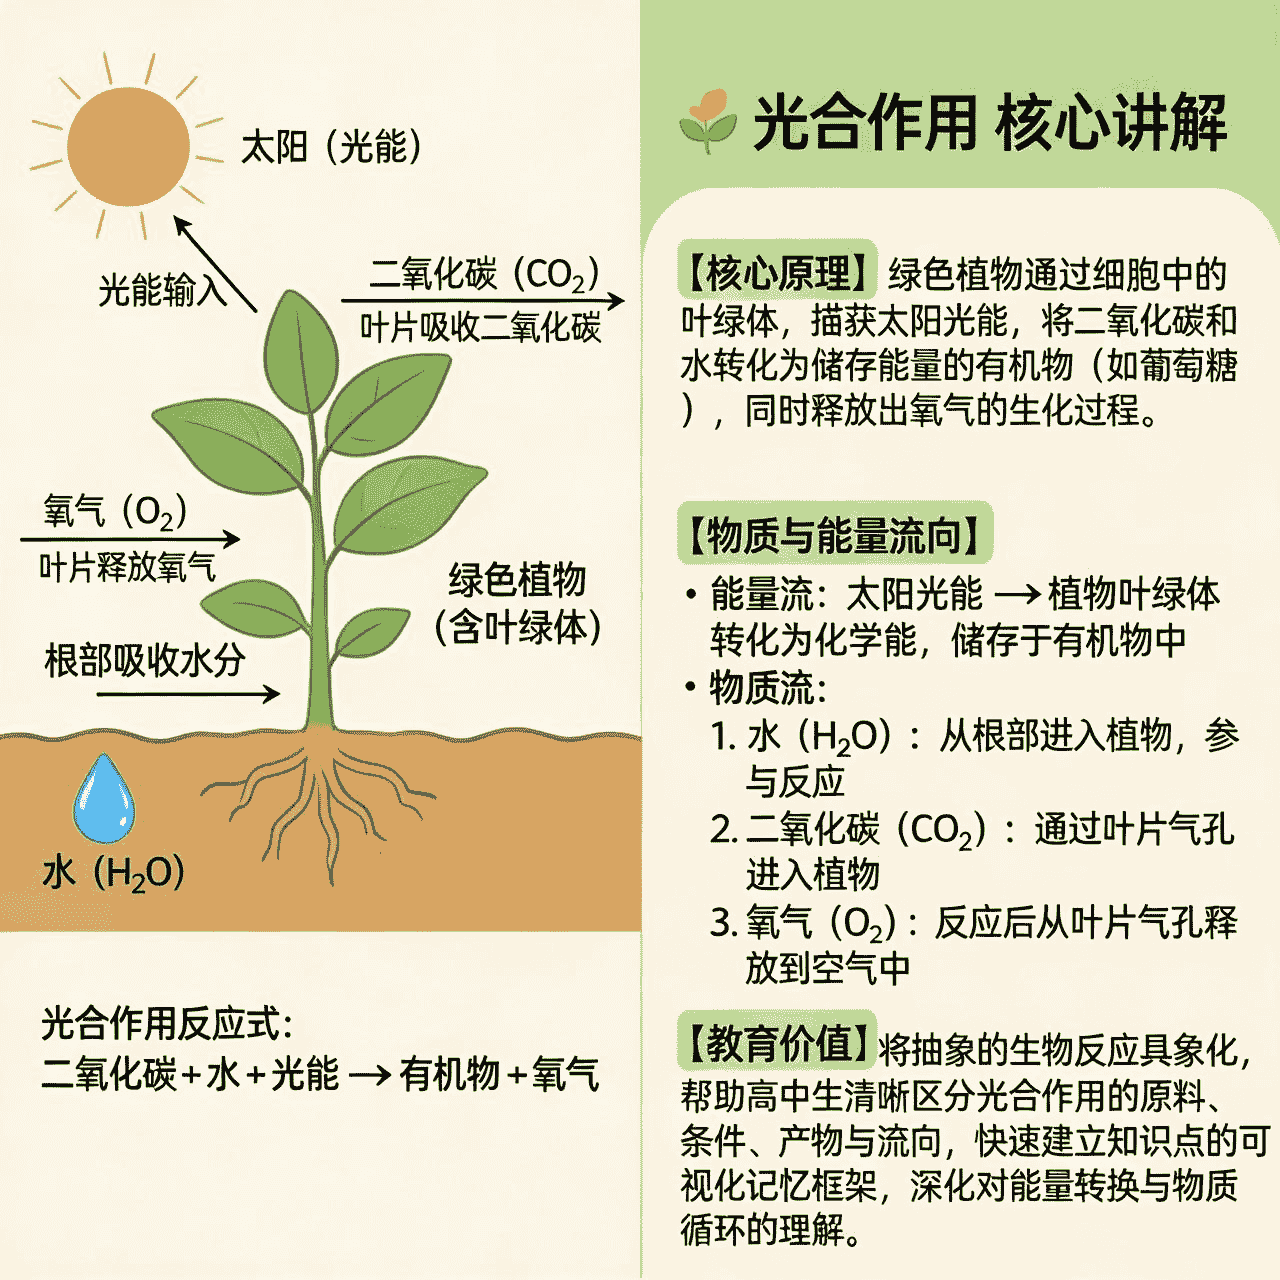 太阳（光能）
光能输入
二氧化碳（CO₂）
叶片吸收二氧化碳
氧气（O₂）
叶片释放氧气
绿色植物
（含叶绿体）
根部吸收水分
水（H₂O）
光合作用反应式：
二氧化碳+水+光能 → 有机物+氧气
光合作用 核心讲解
【核心原理】绿色植物通过细胞中的
叶绿体，描获太阳光能，将二氧化碳和
水转化为储存能量的有机物（如葡萄糖
），同时释放出氧气的生化过程。
【物质与能量流向】
• 能量流：太阳光能 → 植物叶绿体
转化为化学能，储存于有机物中
• 物质流：
1. 水（H₂O）：从根部进入植物，参
与反应
2. 二氧化碳（CO₂）：通过叶片气孔
进入植物
3. 氧气（O₂）：反应后从叶片气孔释
放到空气中
【教育价值】将抽象的生物反应具象化，
帮助高中生清晰区分光合作用的原料、
条件、产物与流向，快速建立知识点的可
视化记忆框架，深化对能量转换与物质
循环的理解。